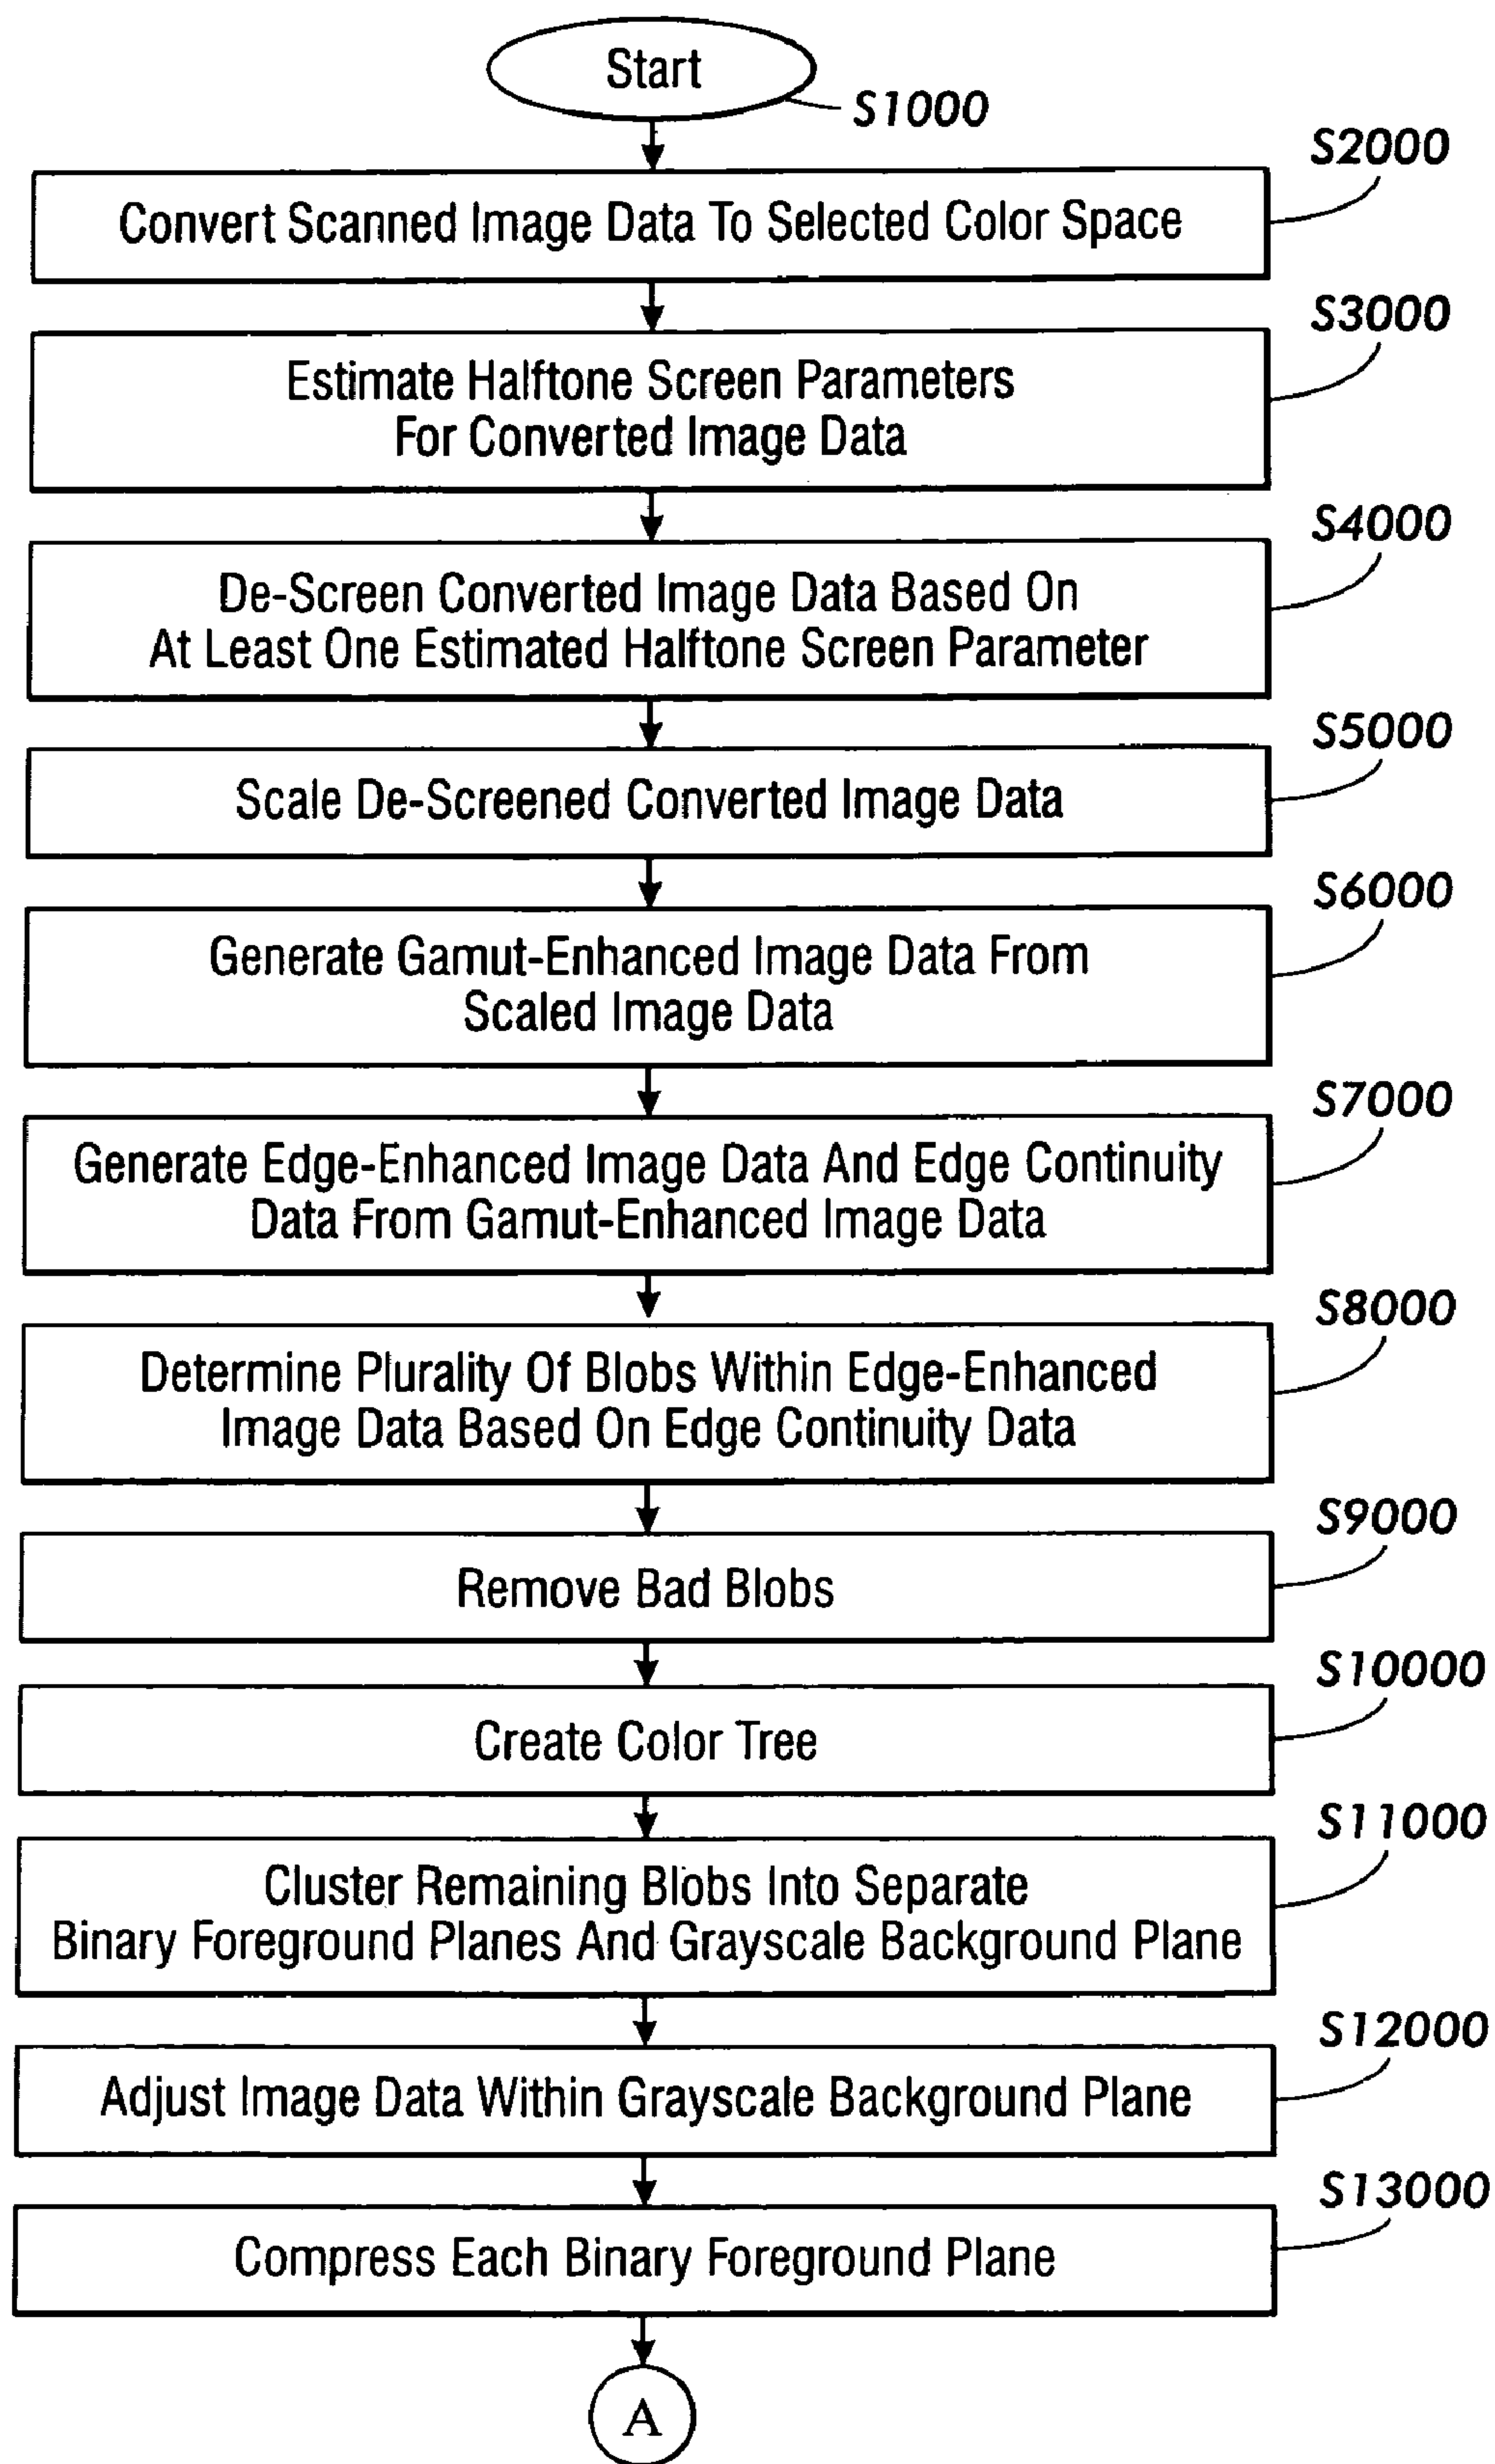 Start
S1000
S2000
Convert Scanned Image Data To Selected Color Space
S3000
Estimate Halftone Screen Parameters
For Converted Image Data
S4000
De-Screen Converted Image Data Based On
At Least One Estimated Halftone Screen Parameter
S5000
Scale De-Screened Converted Image Data
S6000
Generate Gamut-Enhanced Image Data From
Scaled Image Data
S7000
Generate Edge-Enhanced Image Data And Edge Continuity
Data From Gamut-Enhanced Image Data
S8000
Determine Plurality Of Blobs Within Edge-Enhanced
Image Data Based On Edge Continuity Data
S9000
Remove Bad Blobs
S10000
Create Color Tree
S11000
Cluster Remaining Blobs Into Separate
Binary Foreground Planes And Grayscale Background Plane
S12000
Adjust Image Data Within Grayscale Background Plane
S13000
Compress Each Binary Foreground Plane
A